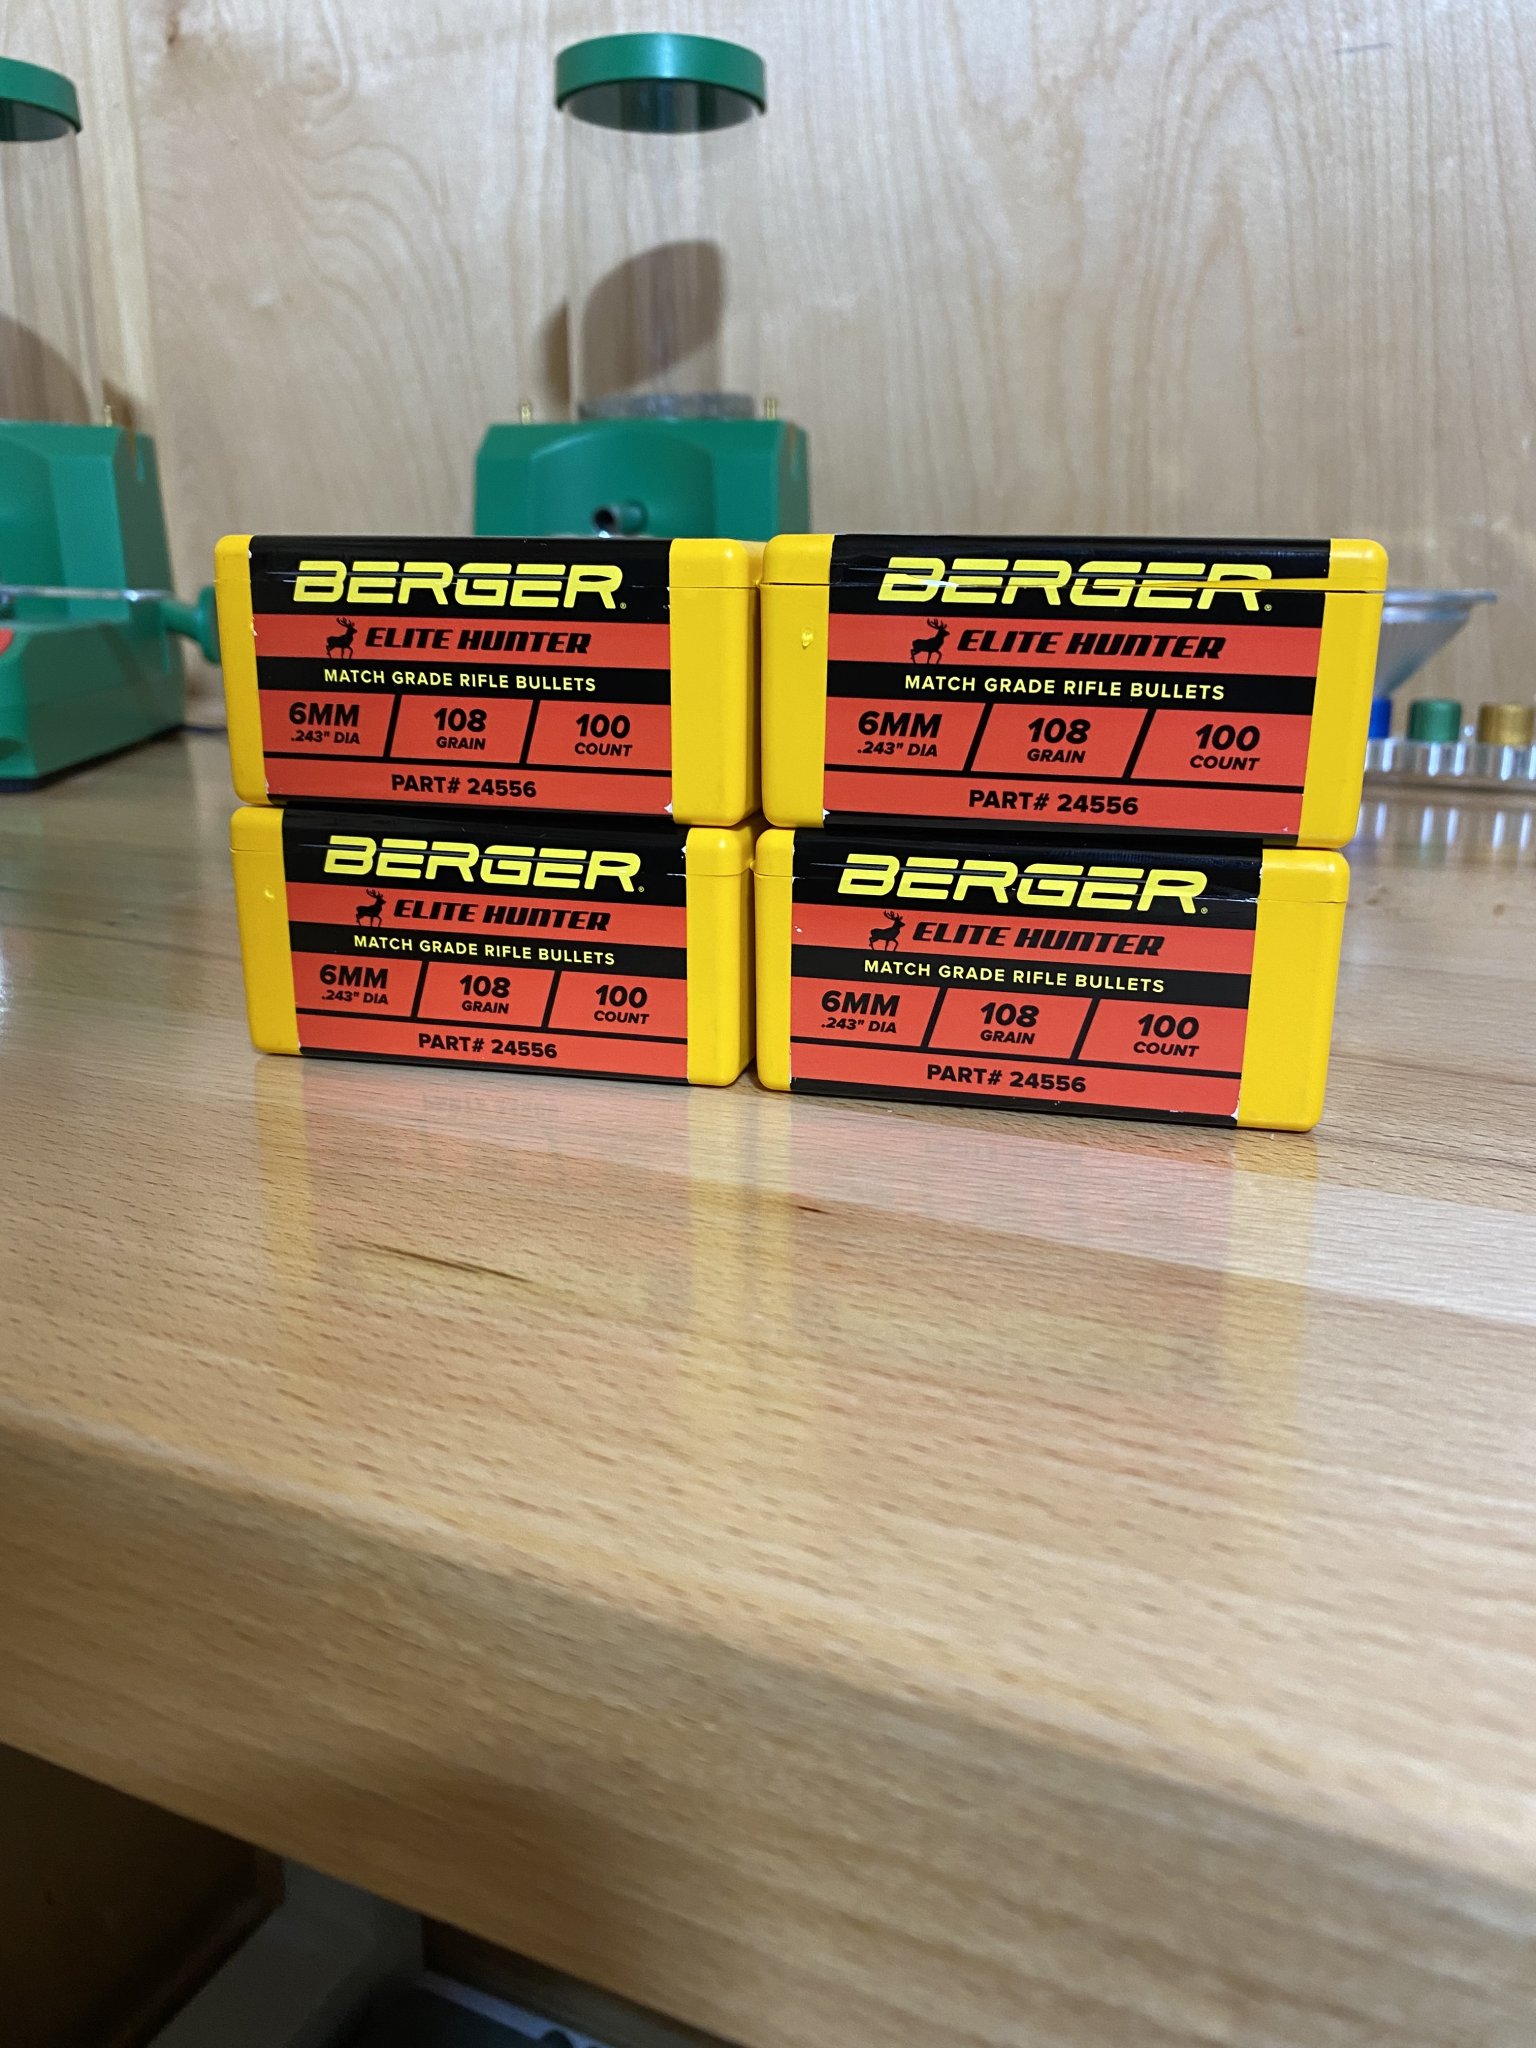 BERGER®
ELITE HUNTER
MATCH GRADE RIFLE BULLETS
6MM 108 100
.243" DIA GRAIN COUNT
PART# 24556
BERGER®
ELITE HUNTER
MATCH GRADE RIFLE BULLETS
6MM 108 100
.243" DIA GRAIN COUNT
PART# 24556
BERGER®
ELITE HUNTER
MATCH GRADE RIFLE BULLETS
6MM 108 100
.243" DIA GRAIN COUNT
PART# 24556
BERGER®
ELITE HUNTER
MATCH GRADE RIFLE BULLETS
6MM 108 100
.243" DIA GRAIN COUNT
PART# 24556